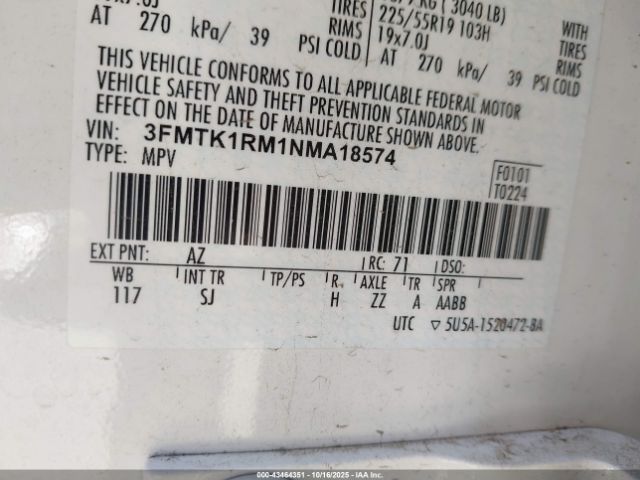 TIRES
RIMS
AT 270 kPa/ 39 PSI COLD
KG ( 3040 LB)
225/55R19 103H
19x7.0J
AT 270 kPa/ 39 PSI COLD
WITH
TIRES
RIMS
THIS VEHICLE CONFORMS TO ALL APPLICABLE FEDERAL MOTOR
VEHICLE SAFETY AND THEFT PREVENTION STANDARDS IN
EFFECT ON THE DATE OF MANUFACTURE SHOWN ABOVE.
VIN: 3FMTK1RM1NMA18574
TYPE: MPV
F0101
T0224
EXT PNT: AZ RC: 71 DSO:
WB INT TR TP/PS R AXLE TR SPR
117 SJ H ZZ A AABB
UTC ▽ 5U5A-1520472-BA
000-43464351 | 10/16/2025 | IAA Inc.